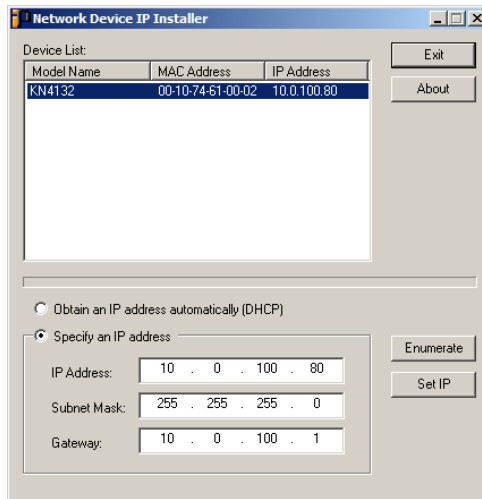 Network Device IP Installer
Device List:
Exit
Model Name MAC Address IP Address
KN4132 00-10-74-61-00-02 10.0.100.80
About
Obtain an IP address automatically (DHCP)
Specify an IP address
Enumerate
IP Address: 10 . 0 . 100 . 80
Set IP
Subnet Mask: 255 . 255 . 255 . 0
Gateway: 10 . 0 . 100 . 1